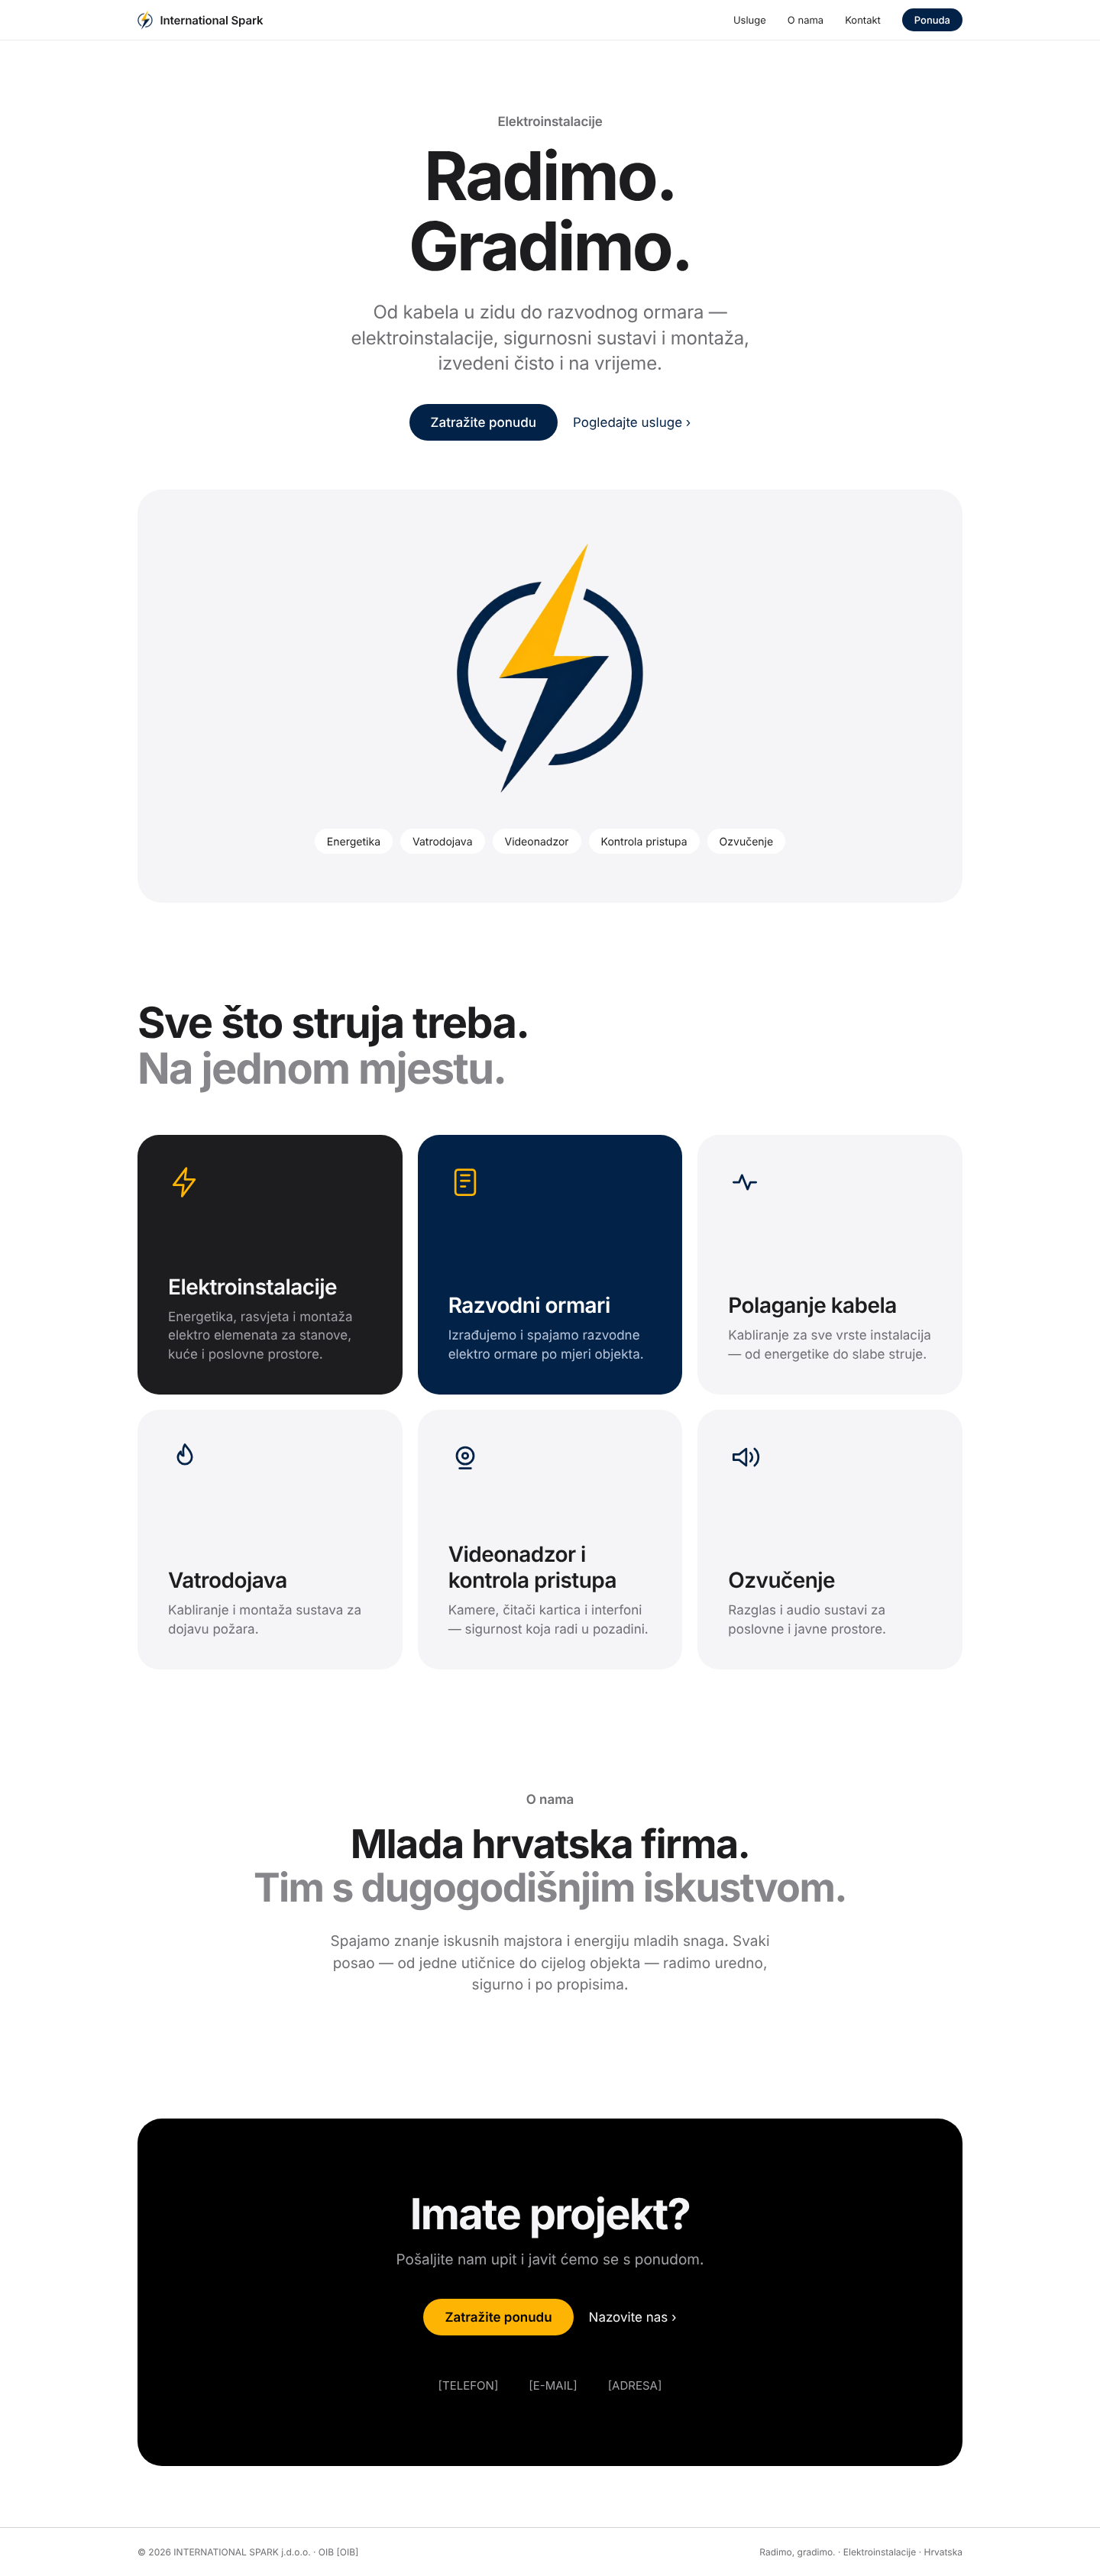 International Spark
Usluge
O nama
Kontakt
Ponuda
Elektroinstalacije
Radimo.
Gradimo.
Od kabela u zidu do razvodnog ormara —
elektroinstalacije, sigurnosni sustavi i montaža,
izvedeni čisto i na vrijeme.
Zatražite ponudu
Pogledajte usluge ›
Energetika
Vatrodojava
Videonadzor
Kontrola pristupa
Ozvučenje
Sve što struja treba.
Na jednom mjestu.
Elektroinstalacije
Energetika, rasvjeta i montaža
elektro elemenata za stanove,
kuće i poslovne prostore.
Razvodni ormari
Izrađujemo i spajamo razvodne
elektro ormare po mjeri objekta.
Polaganje kabela
Kabliranje za sve vrste instalacija
— od energetike do slabe struje.
Vatrodojava
Kabliranje i montaža sustava za
dojavu požara.
Videonadzor i
kontrola pristupa
Kamere, čitači kartica i interfoni
— sigurnost koja radi u pozadini.
Ozvučenje
Razglas i audio sustavi za
poslovne i javne prostore.
O nama
Mlada hrvatska firma.
Tim s dugogodišnjim iskustvom.
Spajamo znanje iskusnih majstora i energiju mladih snaga. Svaki
posao — od jedne utičnice do cijelog objekta — radimo uredno,
sigurno i po propisima.
Imate projekt?
Pošaljite nam upit i javit ćemo se s ponudom.
Zatražite ponudu
Nazovite nas ›
[TELEFON]
[E-MAIL]
[ADRESA]
© 2026 INTERNATIONAL SPARK j.d.o.o. · OIB [OIB]
Radimo, gradimo. · Elektroinstalacije · Hrvatska